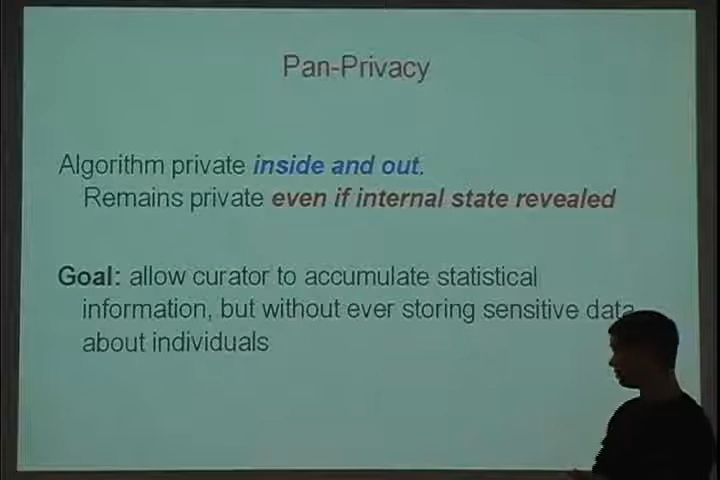 Pan-Privacy
Algorithm private inside and out.
Remains private even if internal state revealed
Goal: allow curator to accumulate statistical
information, but without ever storing sensitive data
about individuals